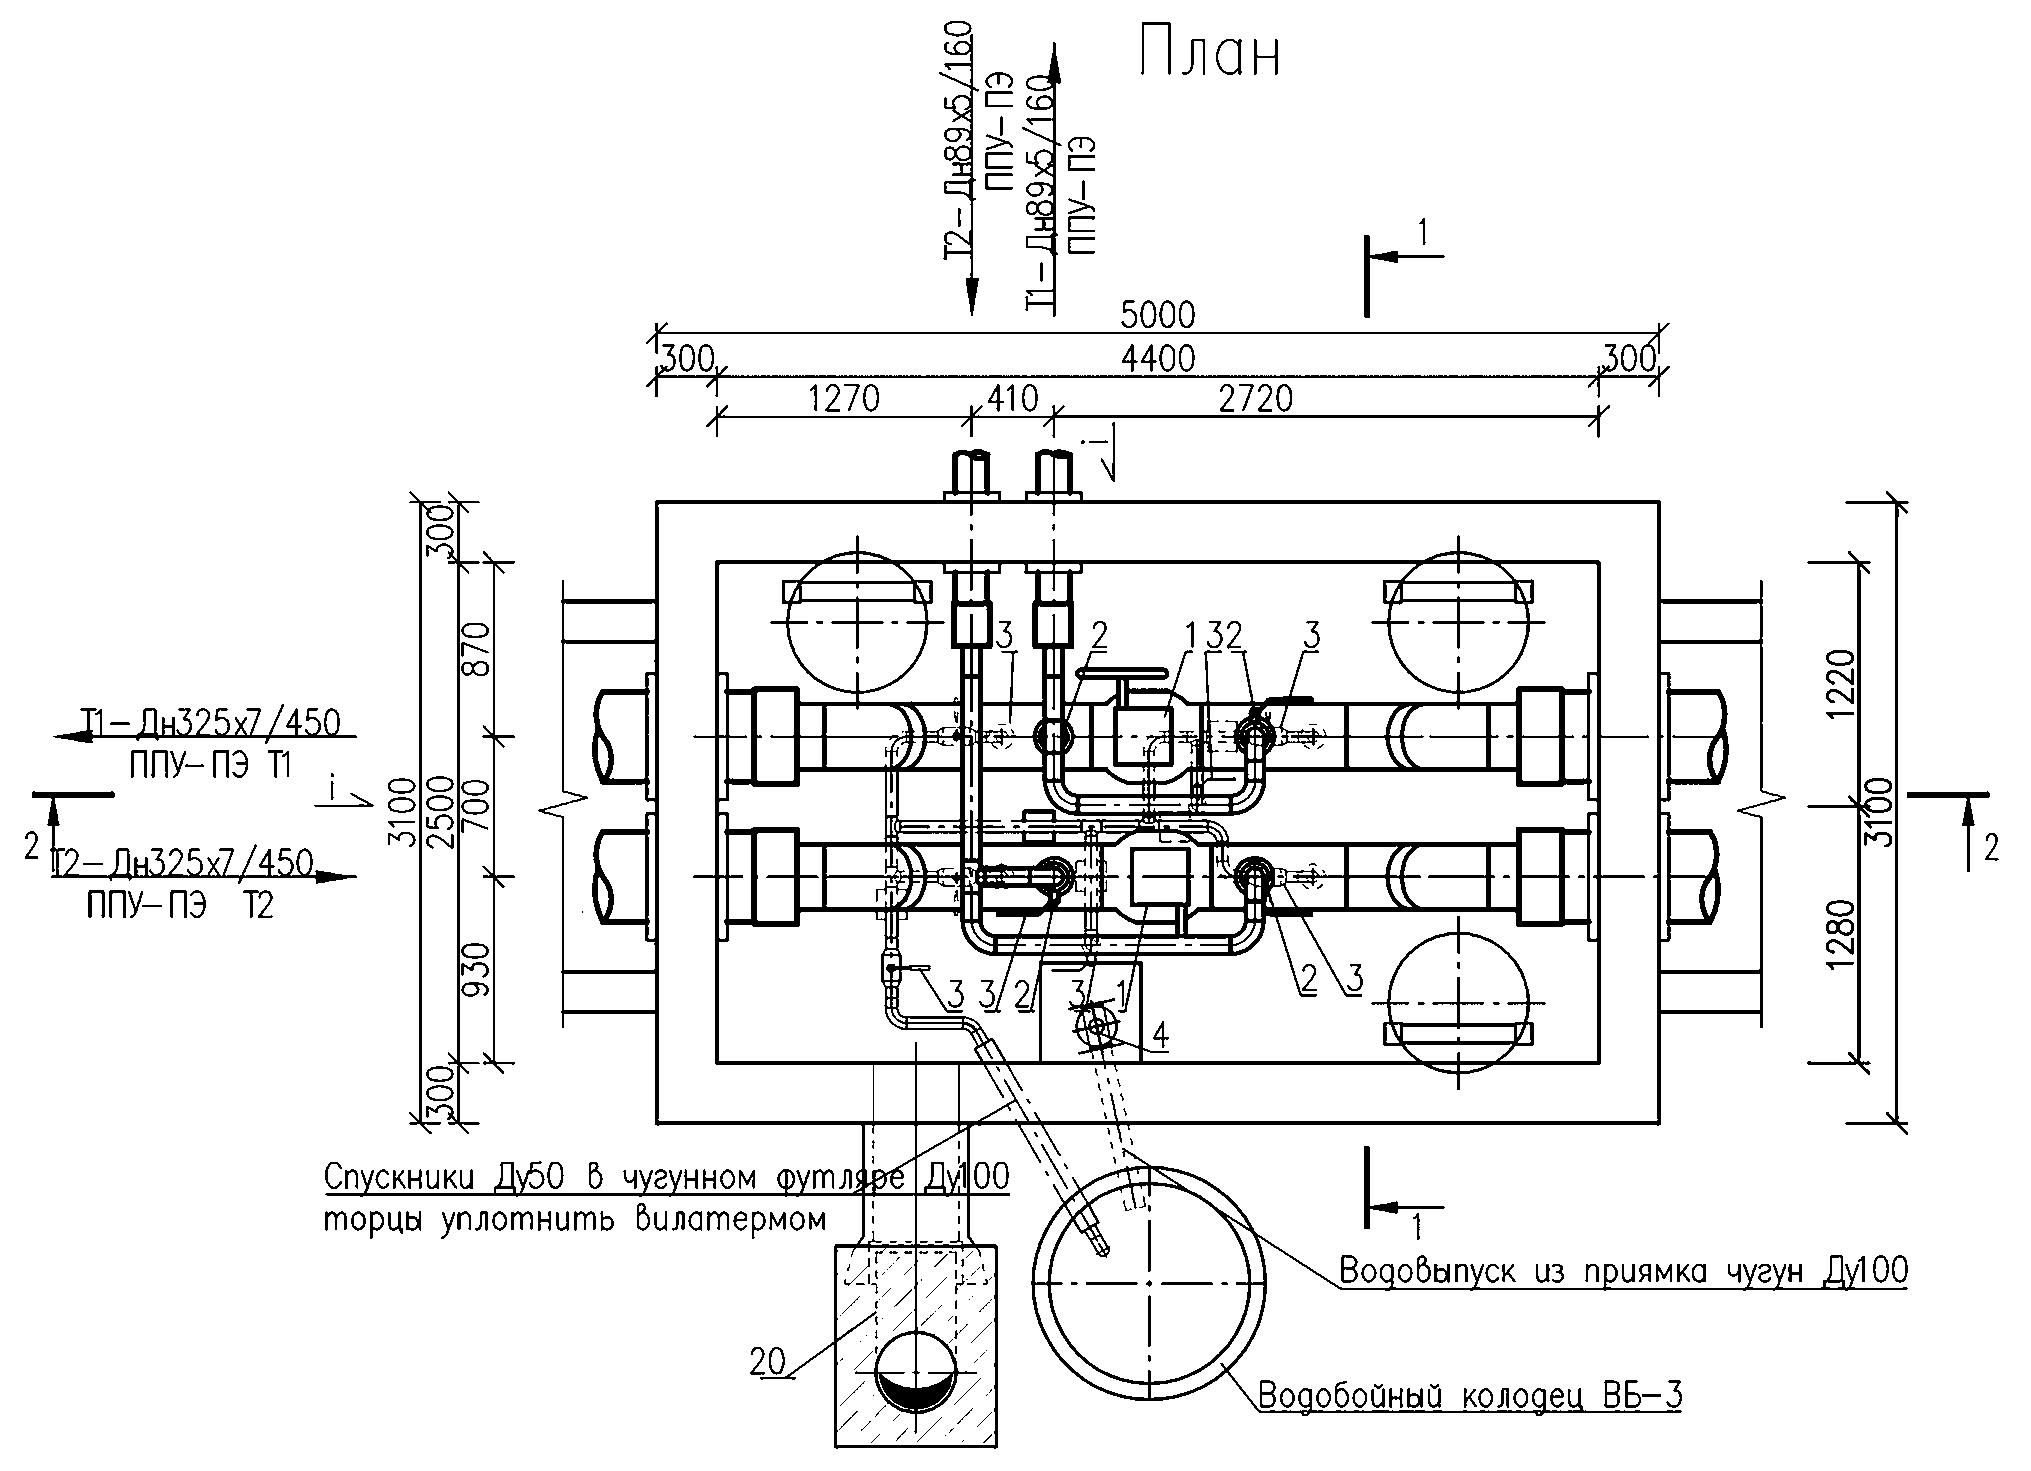 План
Т2-Дн89х5/160
ППУ-ПЭ
Т1-Дн89х5/160
ППУ-ПЭ
1
5000
300 4400 300
1270 410 2720
i
300
870
700
930
300
2500
3100
1220
1280
3100
3 2 1 3 2 3
Т1-Дн325х7/450
ППУ-ПЭ Т1
i
2
Т2-Дн325х7/450
ППУ-ПЭ Т2
2
3 3 2 3 1 2 3
4
Спускники Ду50 в чугунном футляре Ду100
торцы уплотнить вилатермом
1
Водовыпуск из приямка чугун Ду100
20
Водобойный колодец ВБ-3